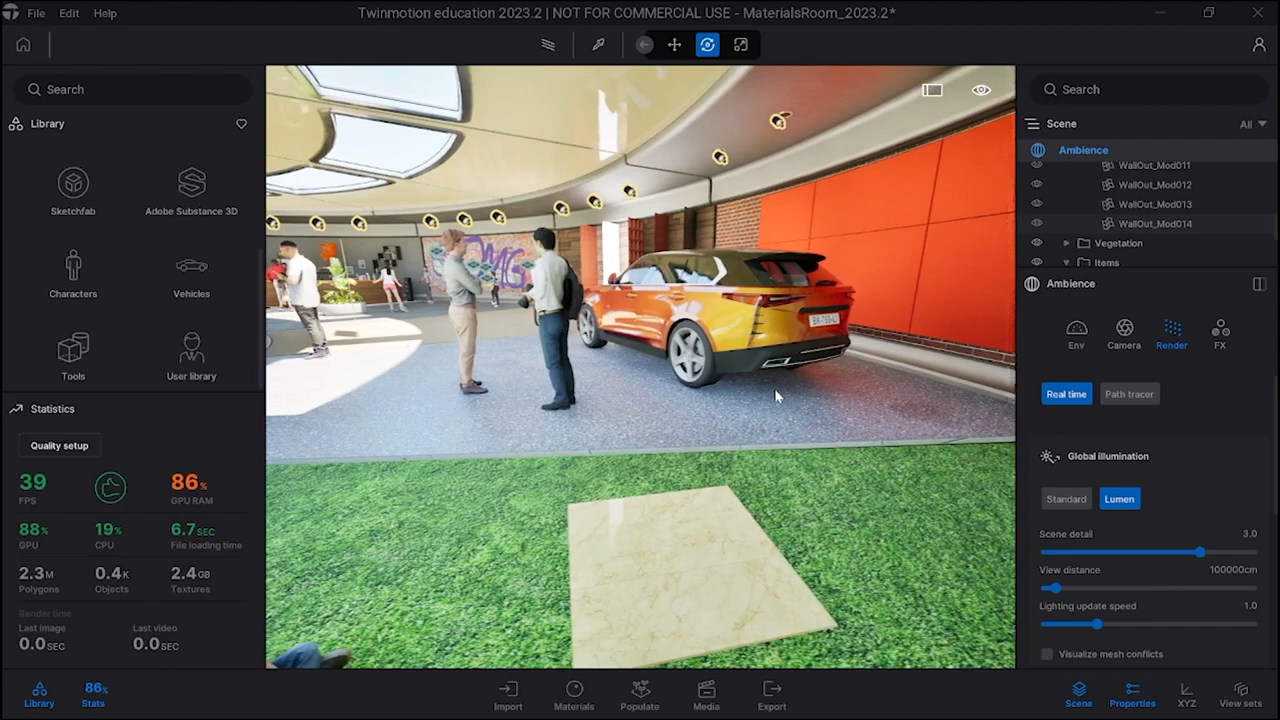 File Edit Help
Twinmotion education 2023.2 | NOT FOR COMMERCIAL USE - MaterialsRoom_2023.2*
Search
Library
Sketchfab
Adobe Substance 3D
Characters
Vehicles
Tools
User library
Statistics
Quality setup
39
FPS
86%
GPU RAM
88%
GPU
19%
CPU
6.7SEC
File loading time
2.3M
Polygons
0.4K
Objects
2.4GB
Textures
Render time
Last image
0.0SEC
Last video
0.0SEC
Search
Scene
All
Ambience
WallOut_Mod011
WallOut_Mod012
WallOut_Mod013
WallOut_Mod014
Vegetation
Items
Ambience
Env
Camera
Render
FX
Real time
Path tracer
Global illumination
Standard
Lumen
Scene detail 3.0
View distance 100000cm
Lighting update speed 1.0
Visualize mesh conflicts
Library
86%
Stats
Import
Materials
Populate
Media
Export
Scene
Properties
XYZ
View sets